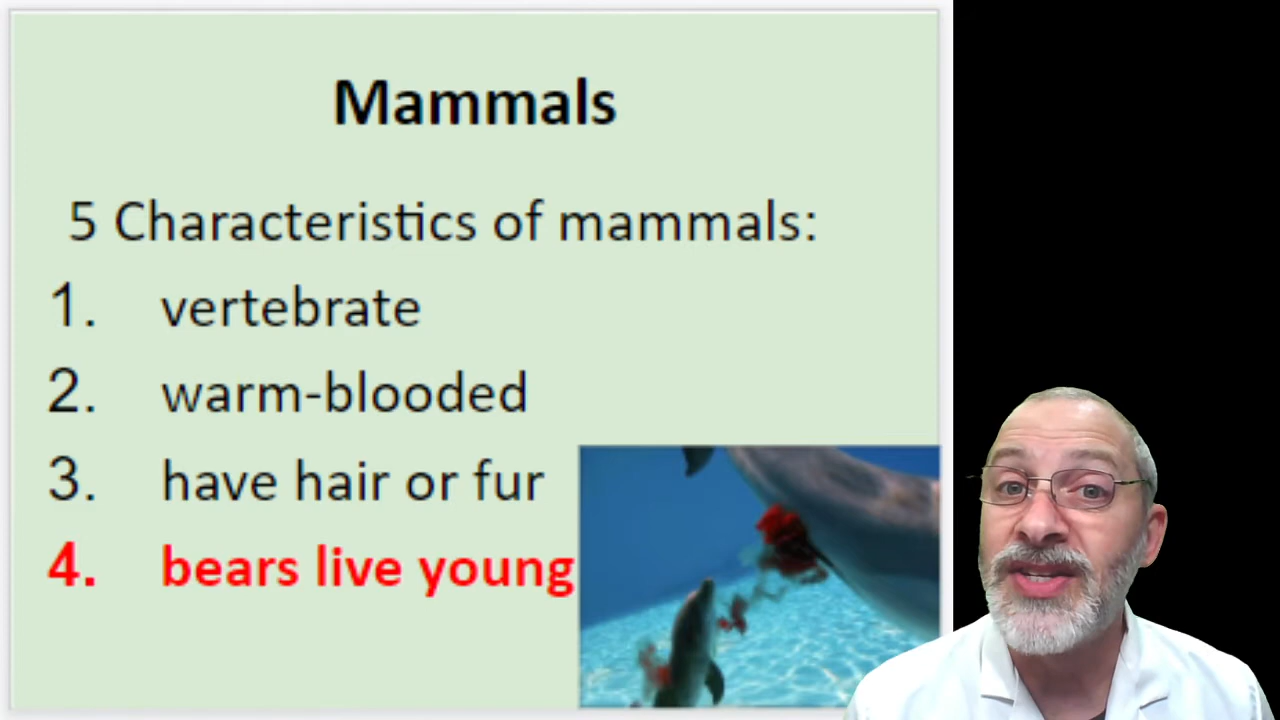 Mammals
5 Characteristics of mammals:
1. vertebrate
2. warm-blooded
3. have hair or fur
4. bears live young